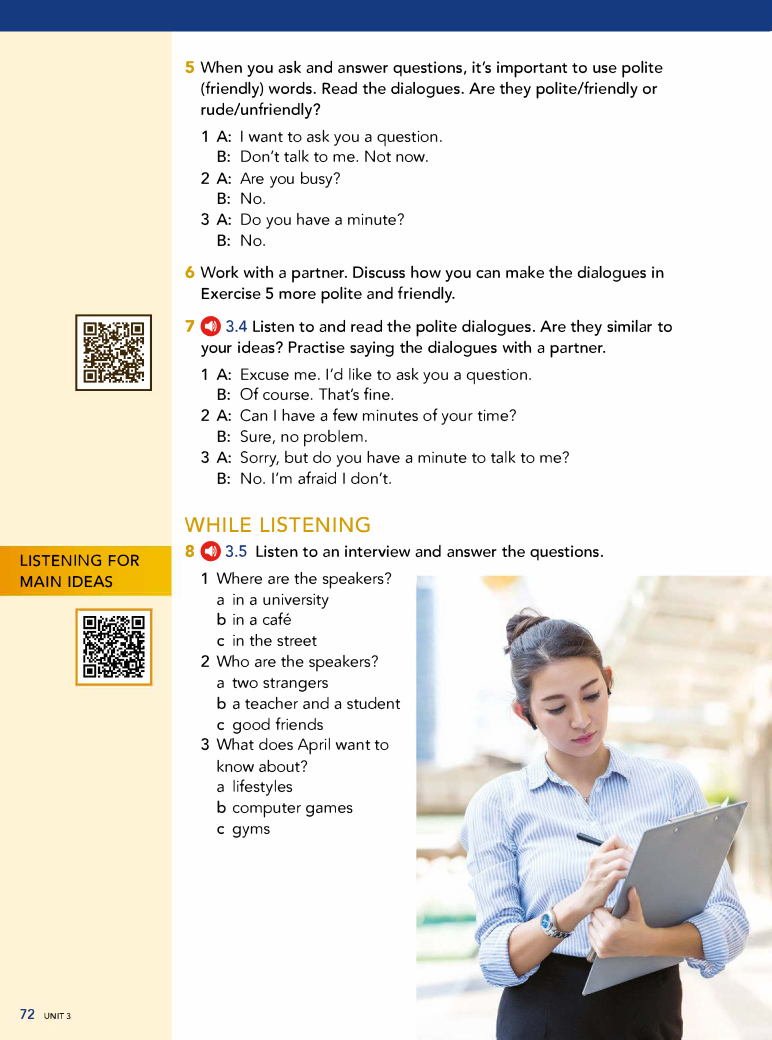 5 When you ask and answer questions, it's important to use polite
(friendly) words. Read the dialogues. Are they polite/friendly or
rude/unfriendly?
1 A: I want to ask you a question.
B: Don't talk to me. Not now.
2 A: Are you busy?
B: No.
3 A: Do you have a minute?
B: No.
6 Work with a partner. Discuss how you can make the dialogues in
Exercise 5 more polite and friendly.
7 3.4 Listen to and read the polite dialogues. Are they similar to
your ideas? Practise saying the dialogues with a partner.
1 A: Excuse me. I'd like to ask you a question.
B: Of course. That's fine.
2 A: Can I have a few minutes of your time?
B: Sure, no problem.
3 A: Sorry, but do you have a minute to talk to me?
B: No. I'm afraid I don't.
WHILE LISTENING
LISTENING FOR
MAIN IDEAS
8 3.5 Listen to an interview and answer the questions.
1 Where are the speakers?
a in a university
b in a café
c in the street
2 Who are the speakers?
a two strangers
b a teacher and a student
c good friends
3 What does April want to
know about?
a lifestyles
b computer games
c gyms
72 UNIT 3